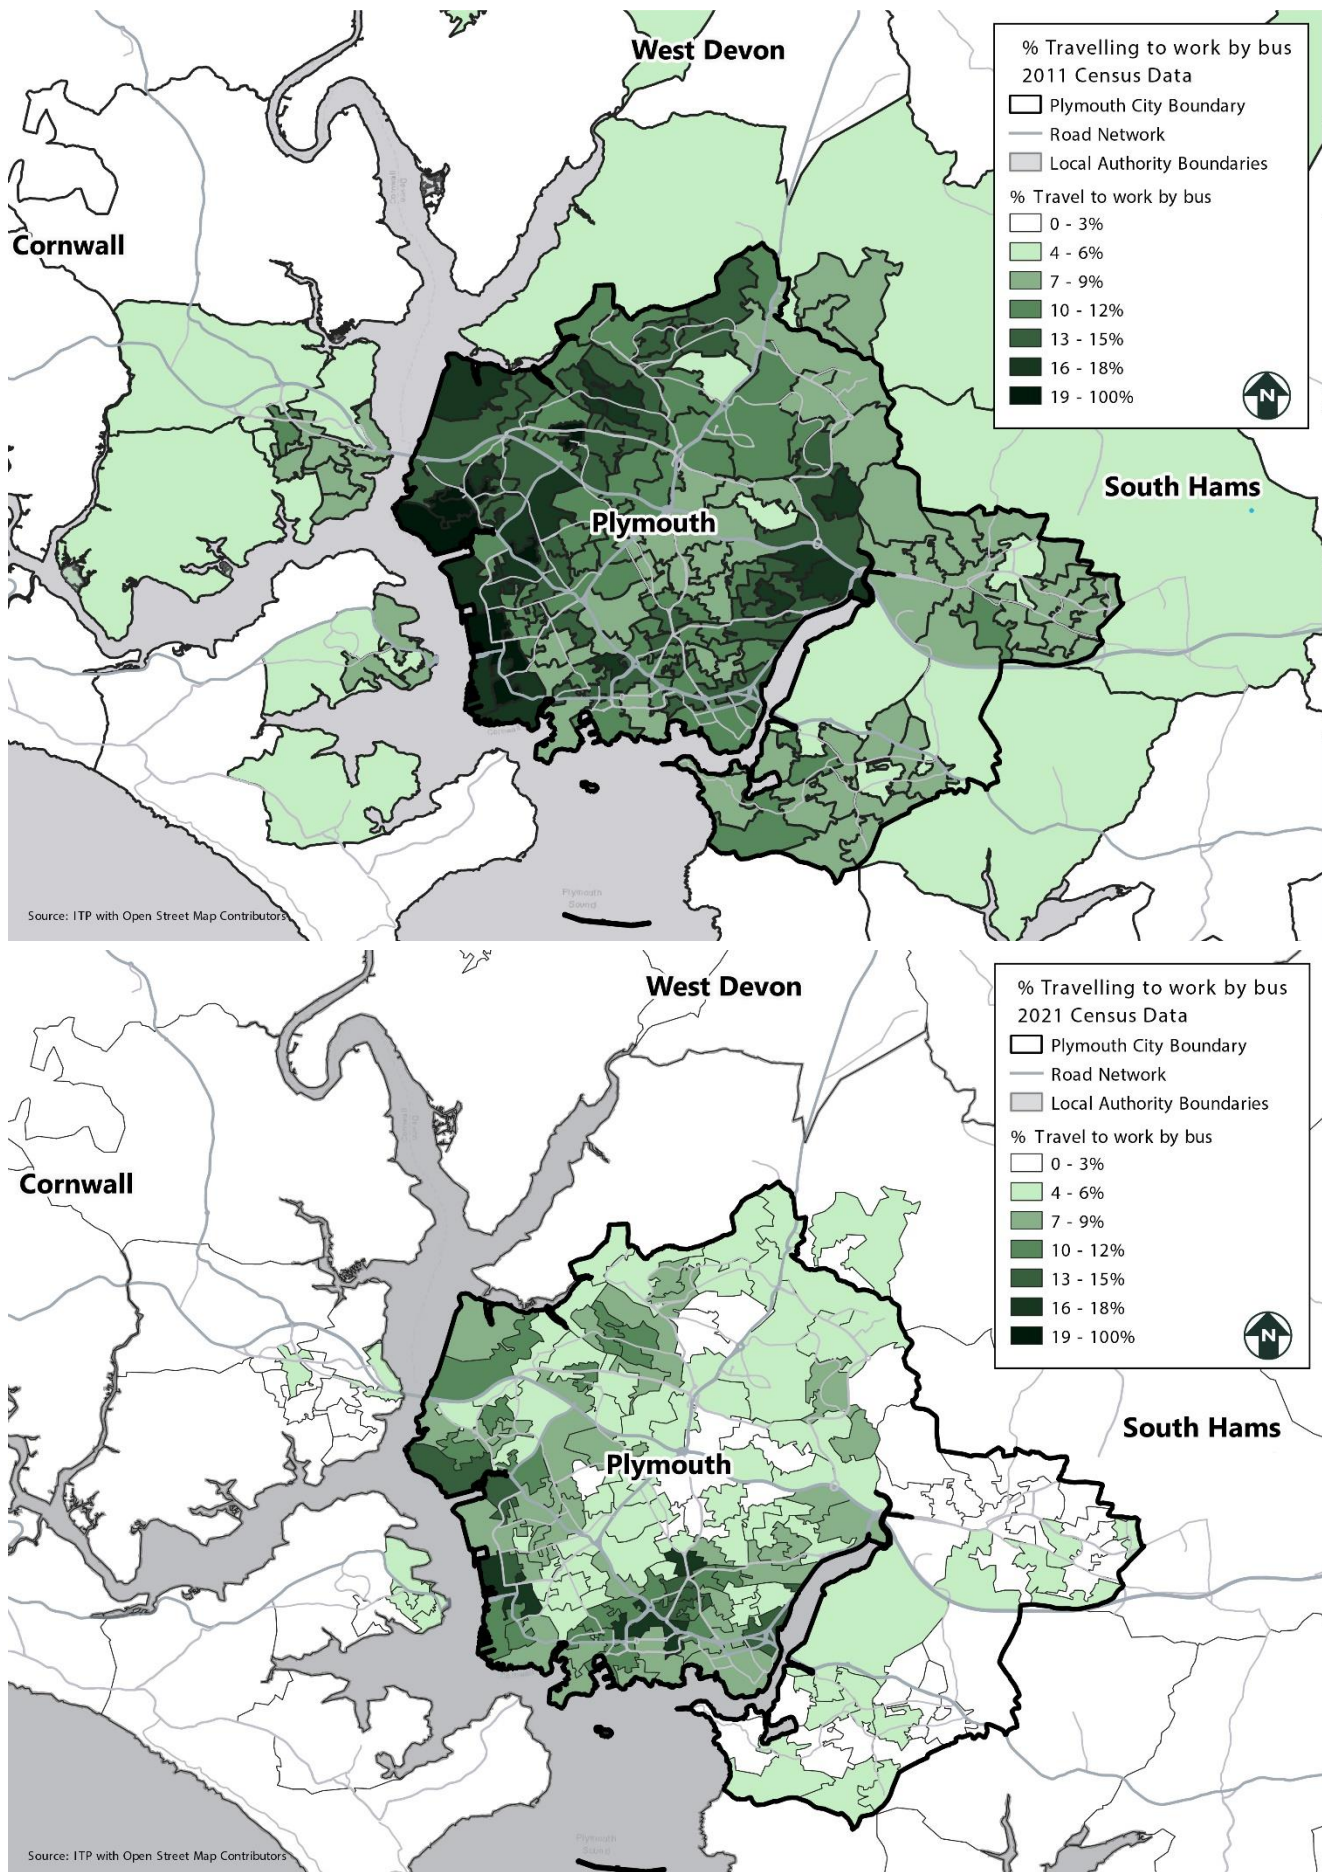 West Devon
% Travelling to work by bus
2011 Census Data
Plymouth City Boundary
Road Network
Local Authority Boundaries
% Travel to work by bus
0 - 3%
4 - 6%
7 - 9%
10 - 12%
13 - 15%
16 - 18%
19 - 100%
N
Cornwall
South Hams
Plymouth
Plymouth
Sound
Source: ITP with Open Street Map Contributors
West Devon
% Travelling to work by bus
2021 Census Data
Plymouth City Boundary
Road Network
Local Authority Boundaries
% Travel to work by bus
0 - 3%
4 - 6%
7 - 9%
10 - 12%
13 - 15%
16 - 18%
19 - 100%
N
Cornwall
South Hams
Plymouth
Plymouth
Sound
Source: ITP with Open Street Map Contributors